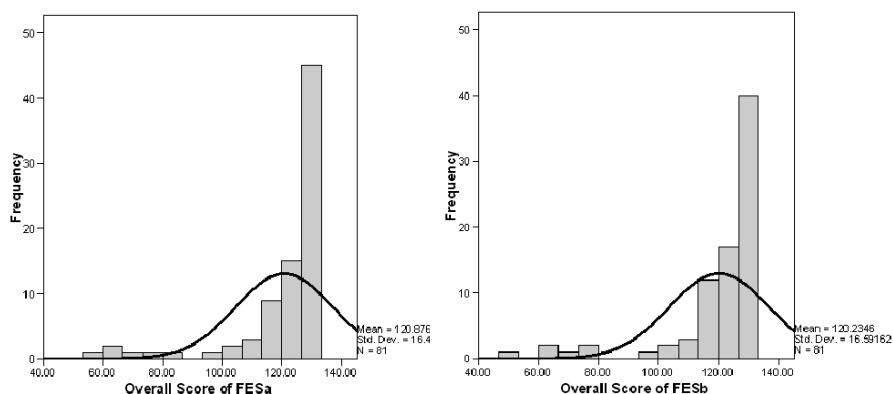 50
40
30
20
10
0
Frequency
40.00 60.00 80.00 100.00 120.00 140.00
Overall Score of FESa
Mean = 120.876
Std. Dev. = 16.4
N = 81
50
40
30
20
10
0
Frequency
40.00 60.00 80.00 100.00 120.00 140.00
Overall Score of FESb
Mean = 120.2346
Std. Dev. = 16.59162
N = 81